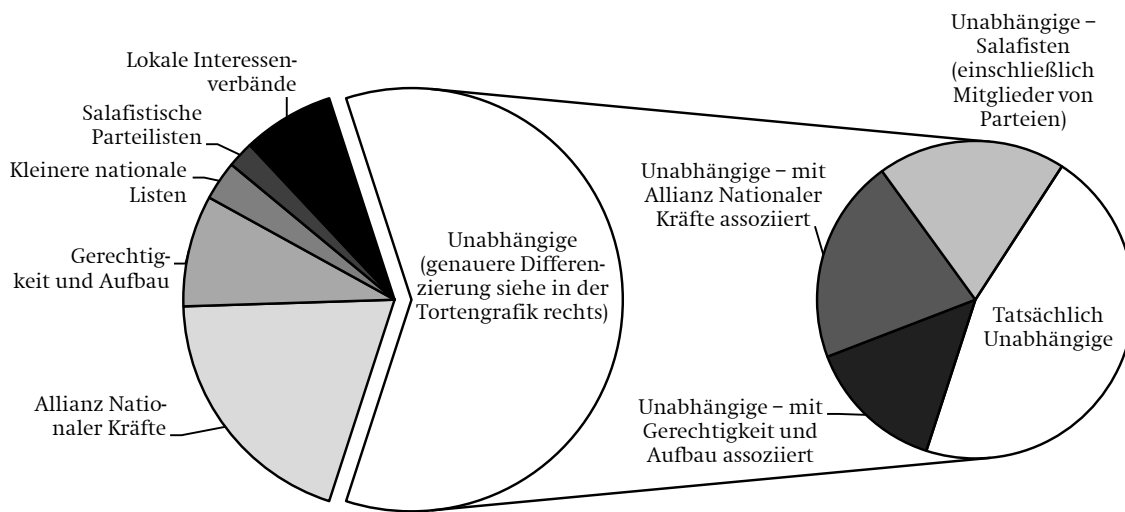 Lokale Interessen-
verbände
Salafistische
Parteilisten
Kleinere nationale
Listen
Gerechtig-
keit und Aufbau
Allianz Natio-
naler Kräfte
Unabhängige
(genauere Differen-
zierung siehe in der
Tortengrafik rechts)
Unabhängige –
Salafisten
(einschließlich
Mitglieder von
Parteien)
Unabhängige – mit
Allianz Nationaler
Kräfte assoziiert
Unabhängige – mit
Gerechtigkeit und
Aufbau assoziiert
Tatsächlich
Unabhängige